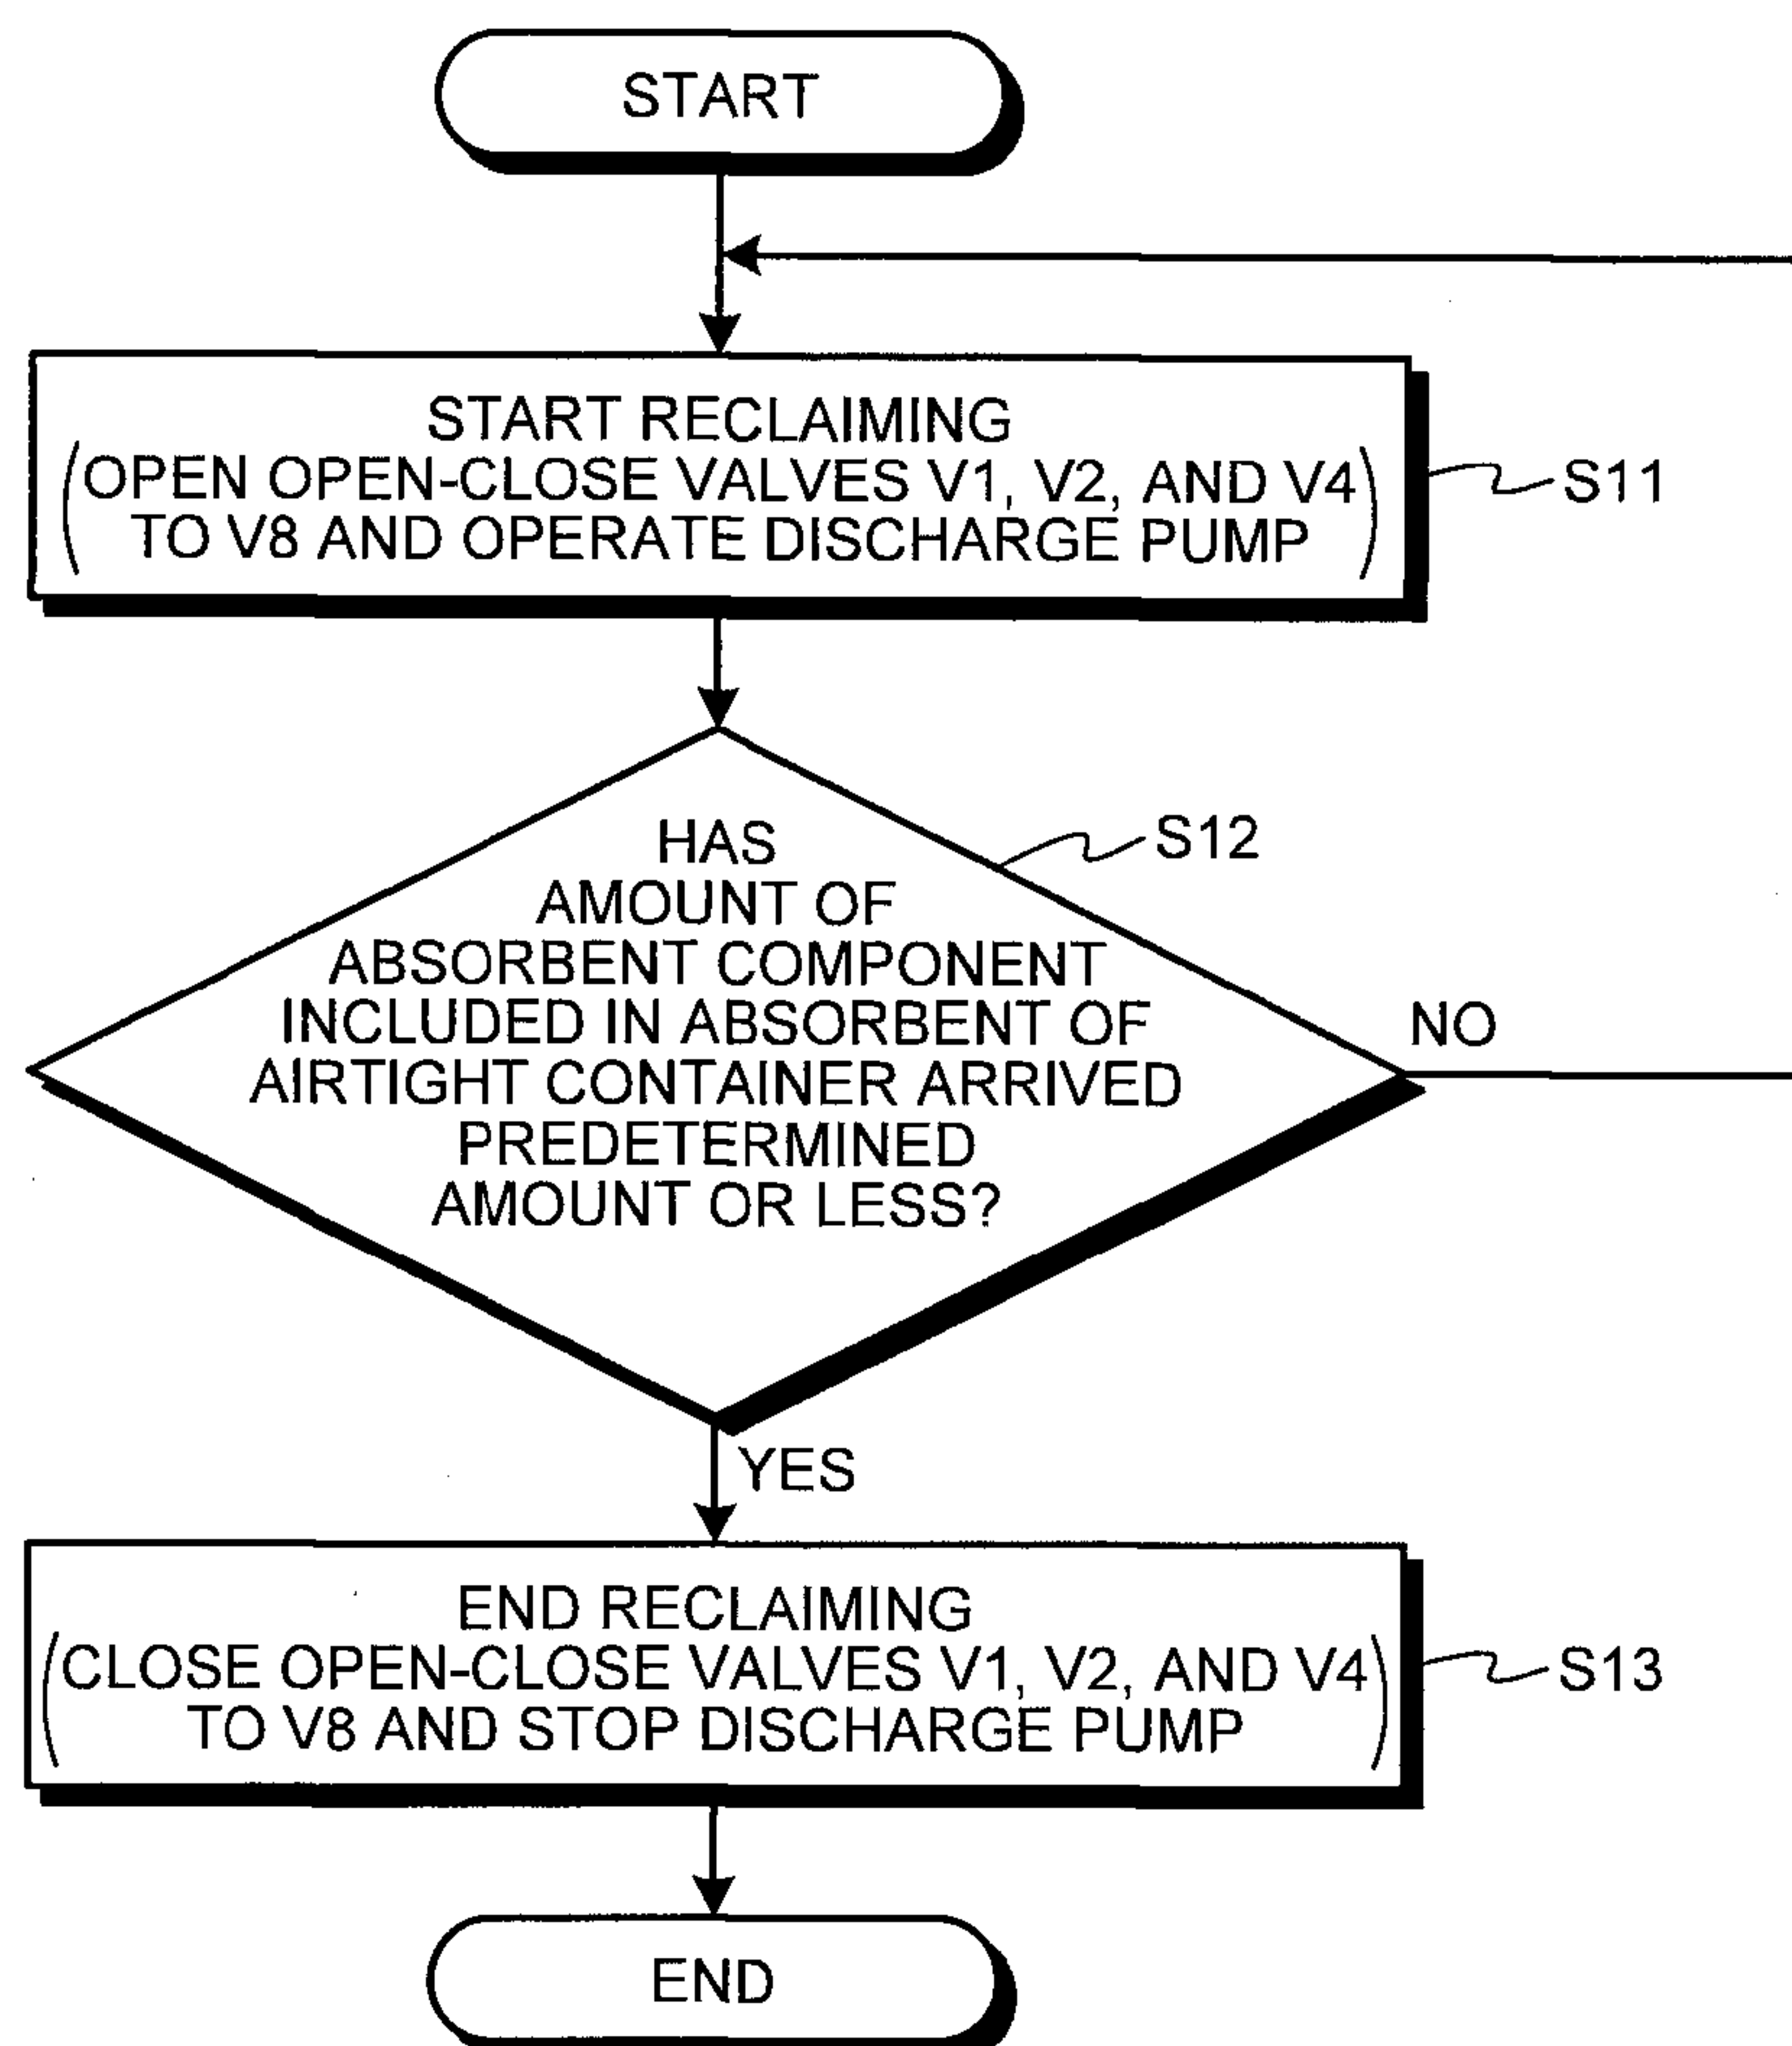 START
START RECLAIMING
(OPEN OPEN-CLOSE VALVES V1, V2, AND V4
TO V8 AND OPERATE DISCHARGE PUMP)
S11
S12
HAS
AMOUNT OF
ABSORBENT COMPONENT
INCLUDED IN ABSORBENT OF
AIRTIGHT CONTAINER ARRIVED
PREDETERMINED
AMOUNT OR LESS?
NO
YES
END RECLAIMING
(CLOSE OPEN-CLOSE VALVES V1, V2, AND V4
TO V8 AND STOP DISCHARGE PUMP)
S13
END